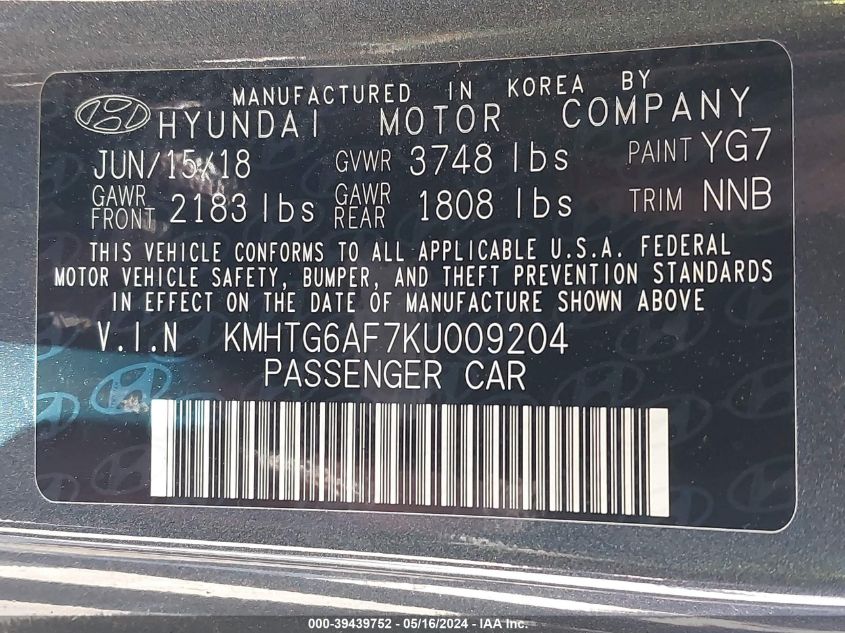 MANUFACTURED IN KOREA BY
HYUNDAI MOTOR COMPANY
JUN/15/18 GVWR 3748 lbs PAINT YG7
GAWR FRONT 2183 lbs GAWR REAR 1808 lbs TRIM NNB
THIS VEHICLE CONFORMS TO ALL APPLICABLE U.S.A. FEDERAL
MOTOR VEHICLE SAFETY, BUMPER, AND THEFT PREVENTION STANDARDS
IN EFFECT ON THE DATE OF MANUFACTURE SHOWN ABOVE
V.I.N KMHTG6AF7KU009204
PASSENGER CAR
000-39439752 - 05/16/2024 - IAA Inc.